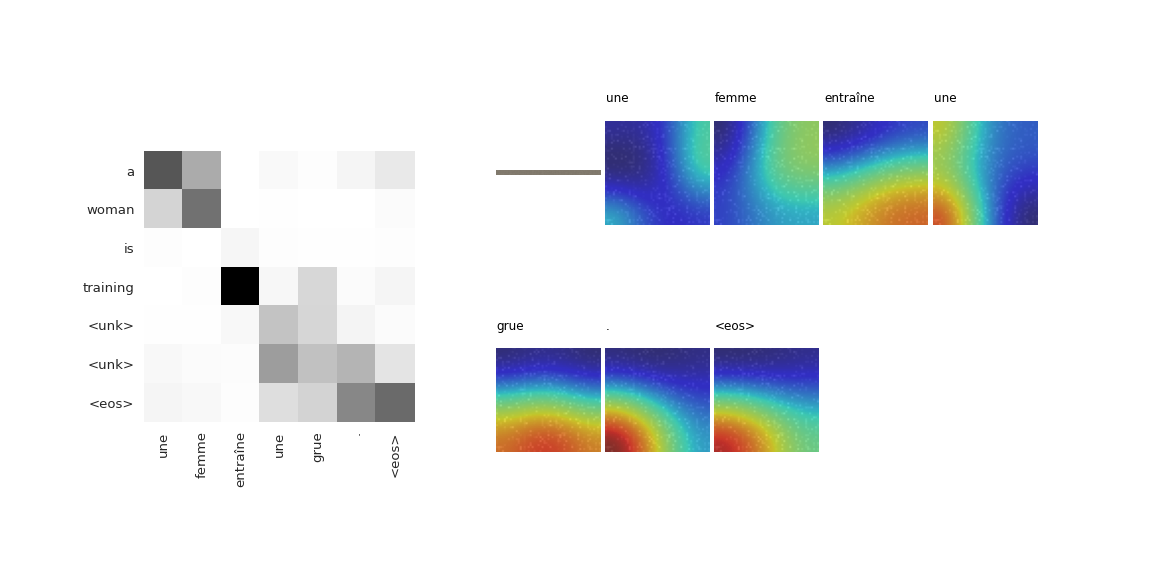 a
woman
is
training
<unk>
<unk>
<eos>
une
femme
entraîne
une
grue
.
<eos>
une femme entraîne une
grue . <eos>